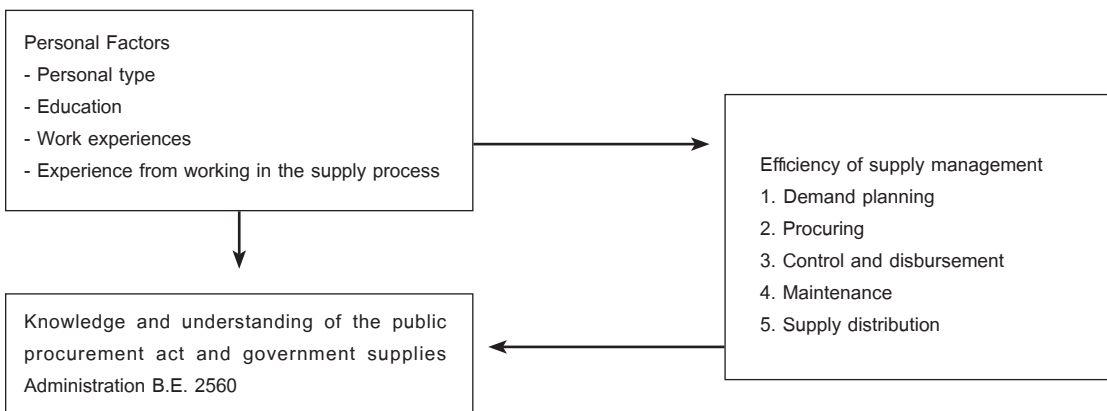 Personal Factors
- Personal type
- Education
- Work experiences
- Experience from working in the supply process
Efficiency of supply management
1. Demand planning
2. Procuring
3. Control and disbursement
4. Maintenance
5. Supply distribution
Knowledge and understanding of the public
procurement act and government supplies
Administration B.E. 2560